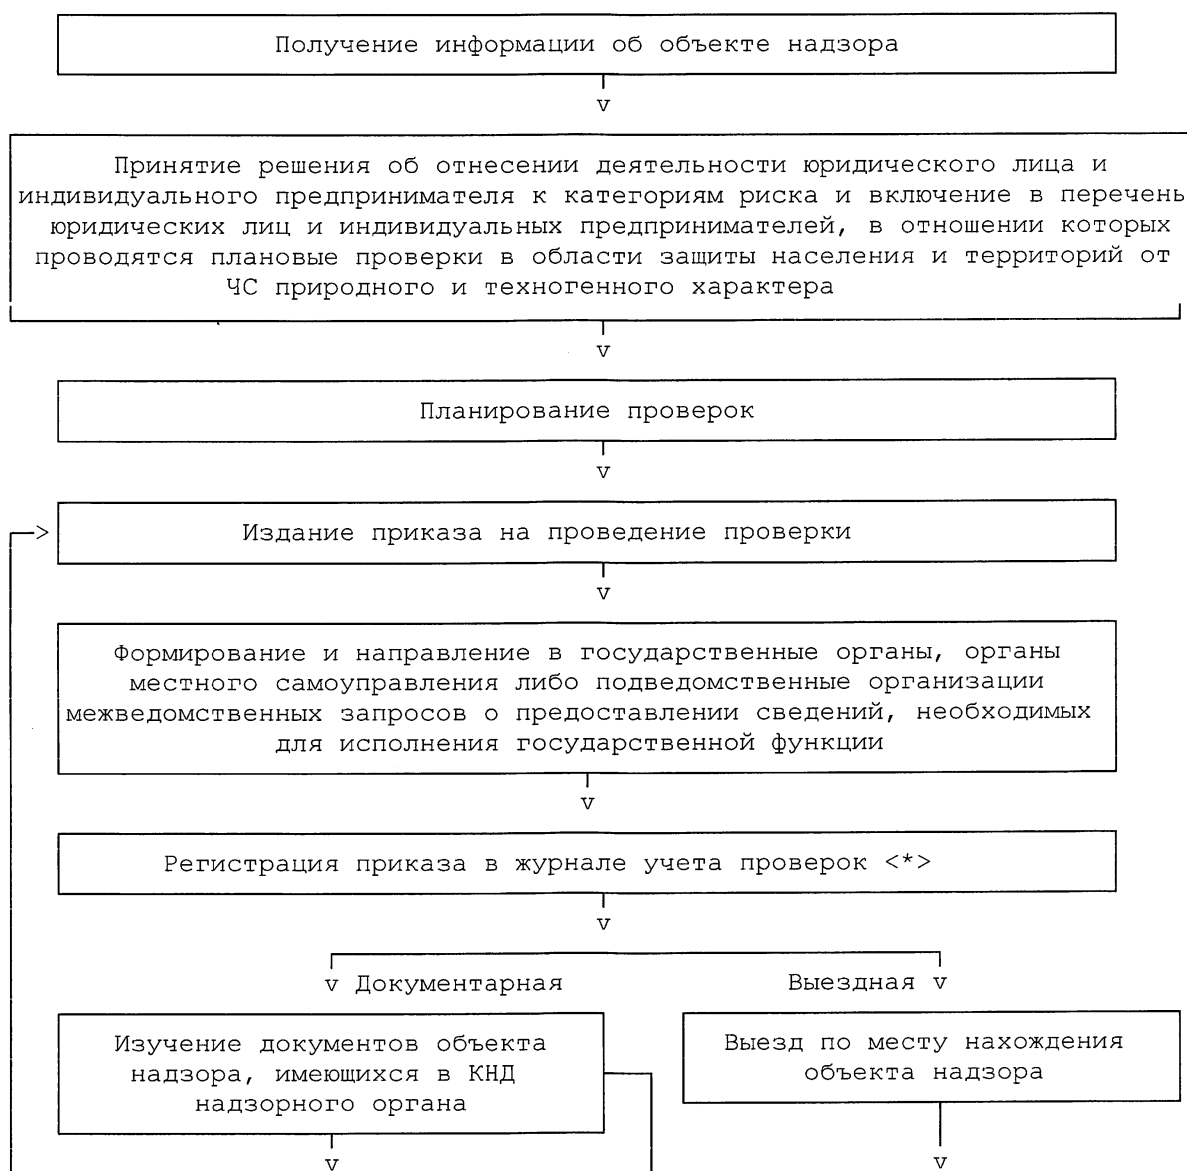 Получение информации об объекте надзора
v
Принятие решения об отнесении деятельности юридического лица и
индивидуального предпринимателя к категориям риска и включение в перечень
юридических лиц и индивидуальных предпринимателей, в отношении которых
проводятся плановые проверки в области защиты населения и территорий от
ЧС природного и техногенного характера
v
Планирование проверок
v
> Издание приказа на проведение проверки
v
Формирование и направление в государственные органы, органы
местного самоуправления либо подведомственные организации
межведомственных запросов о предоставлении сведений, необходимых
для исполнения государственной функции
v
Регистрация приказа в журнале учета проверок <*>
v
v Документарная
Выездная v
Изучение документов объекта
надзора, имеющихся в КНД
надзорного органа
Выезд по месту нахождения
объекта надзора
v
v